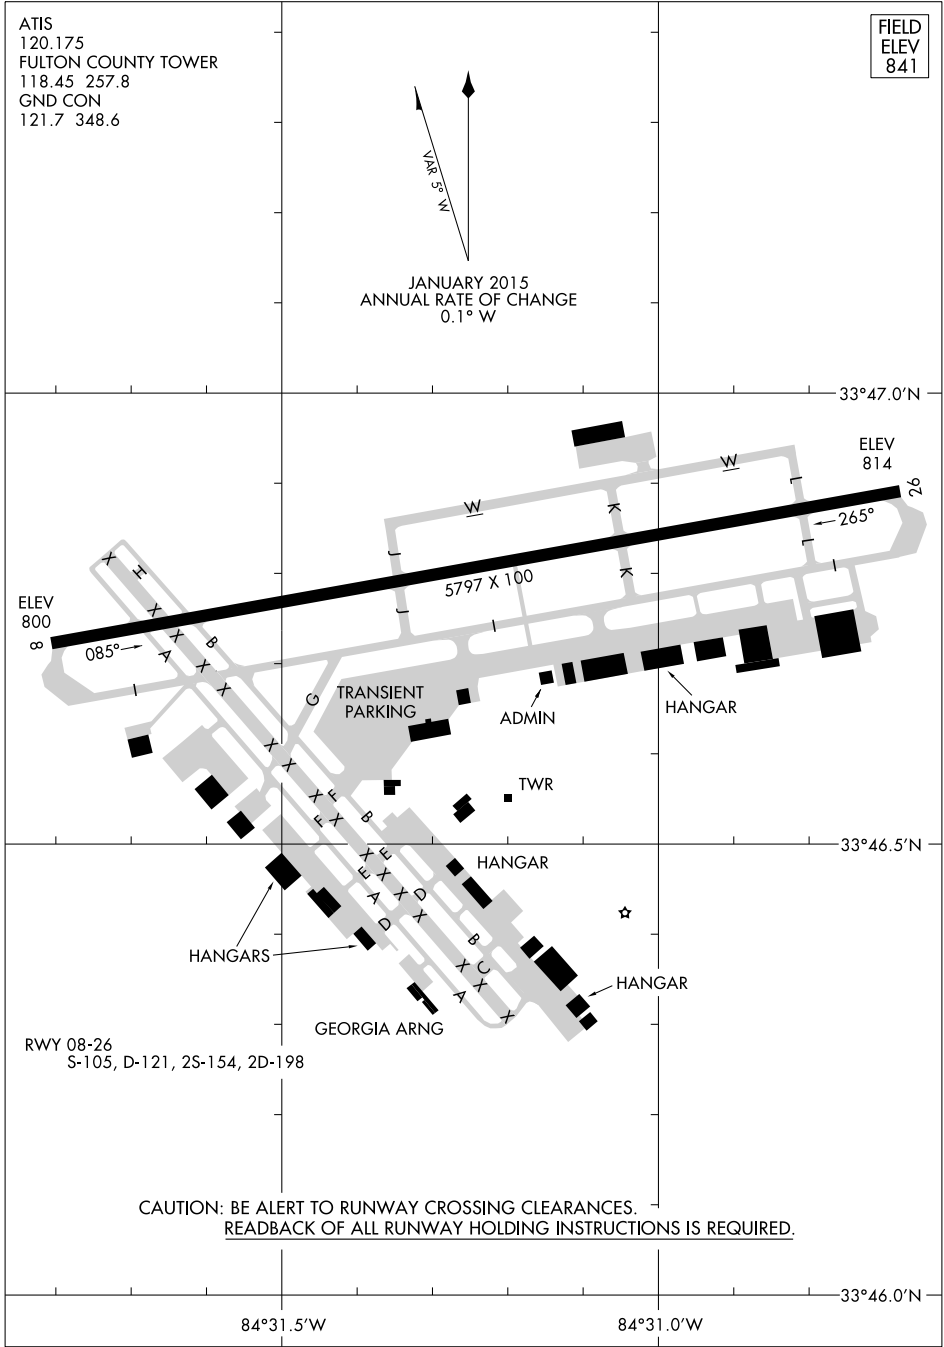 ATIS
120.175
FULTON COUNTY TOWER
118.45 257.8
GND CON
121.7 348.6
FIELD
ELEV
841
VAR 5° W
JANUARY 2015
ANNUAL RATE OF CHANGE
0.1° W
33°47.0'N
ELEV
814
26
265°
W
W
L
K
J
X
H
L
5797 X 100
K
I
ELEV
800
8
085°
X
X
A
B
X
X
J
I
I
G
TRANSIENT
PARKING
ADMIN
HANGAR
X
X
TWR
X
F
F
X
B
33°46.5'N
X
E
E
X
HANGAR
A
X
D
D
X
HANGARS
B
X
C
A
X
X
HANGAR
GEORGIA ARNG
RWY 08-26
S-105, D-121, 2S-154, 2D-198
CAUTION: BE ALERT TO RUNWAY CROSSING CLEARANCES.
READBACK OF ALL RUNWAY HOLDING INSTRUCTIONS IS REQUIRED.
33°46.0'N
84°31.5'W
84°31.0'W